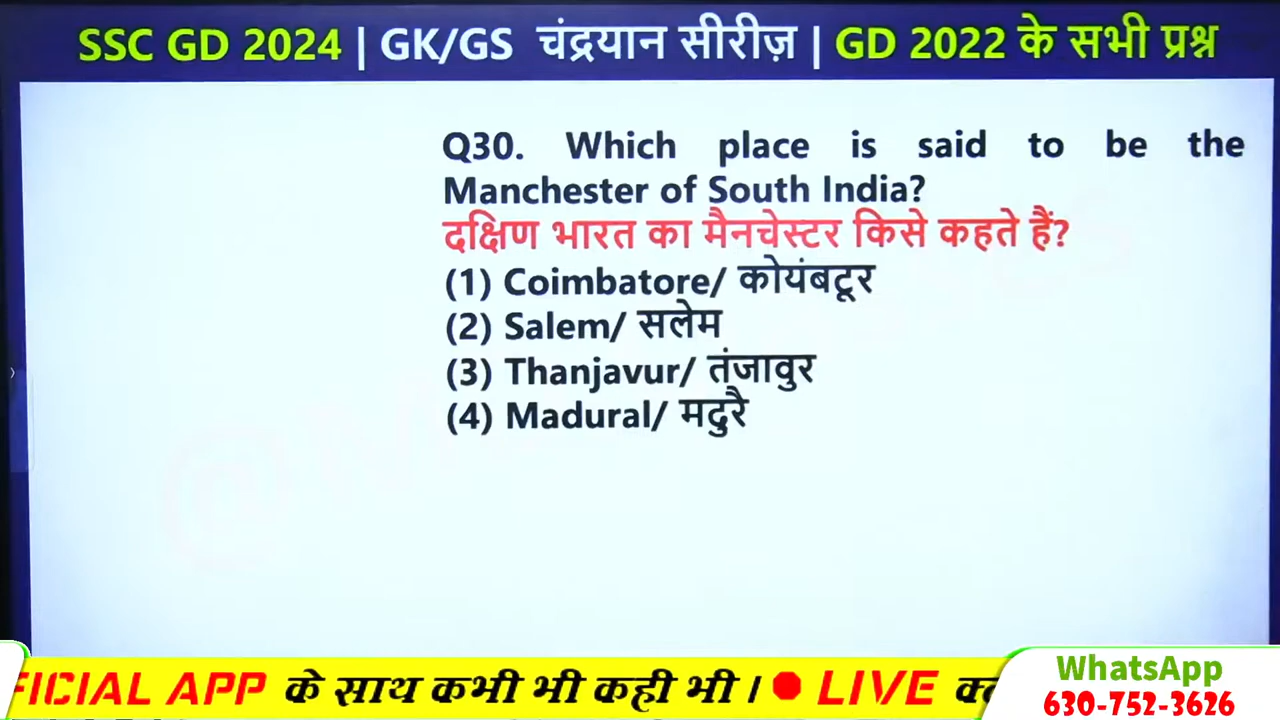 SSC GD 2024 | GK/GS चंद्रयान सीरीज़ | GD 2022 के सभी प्रश्न
Q30. Which place is said to be the
Manchester of South India?
दक्षिण भारत का मैनचेस्टर किसे कहते हैं?
(1) Coimbatore/ कोयंबटूर
(2) Salem/ सलेम
(3) Thanjavur/ तंजावुर
(4) Madural/ मदुरै
FICIAL APP के साथ कभी भी कही भी । LIVE
WhatsApp
630-752-3626